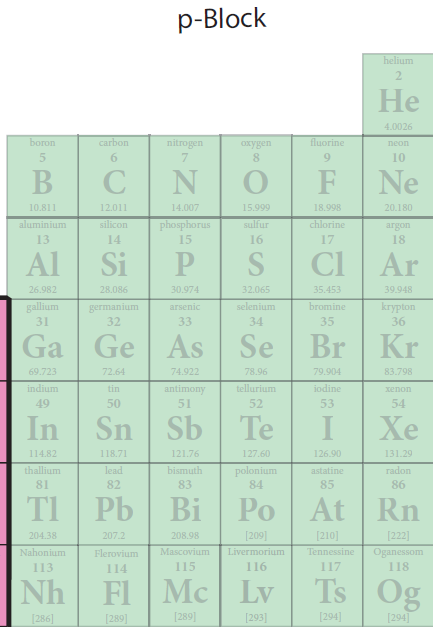 p-Block
helium
2
He
4.0026
boron carbon nitrogen oxygen fluorine neon
5 6 7 8 9 10
B C N O F Ne
10.811 12.011 14.007 15.999 18.998 20.180
aluminium silicon phosphorus sulfur chlorine argon
13 14 15 16 17 18
Al Si P S Cl Ar
26.982 28.086 30.974 32.065 35.453 39.948
gallium germanium arsenic selenium bromine krypton
31 32 33 34 35 36
Ga Ge As Se Br Kr
69.723 72.64 74.922 78.96 79.904 83.798
indium tin antimony tellurium iodine xenon
49 50 51 52 53 54
In Sn Sb Te I Xe
114.82 118.71 121.76 127.60 126.90 131.29
thallium lead bismuth polonium astatine radon
81 82 83 84 85 86
Tl Pb Bi Po At Rn
204.38 207.2 208.98 [209] [210] [222]
Nahonium Flerovium Mascovium Livermorium Tennessine Oganessom
113 114 115 116 117 118
Nh Fl Mc Lv Ts Og
[286] [289] [289] [293] [294] [294]